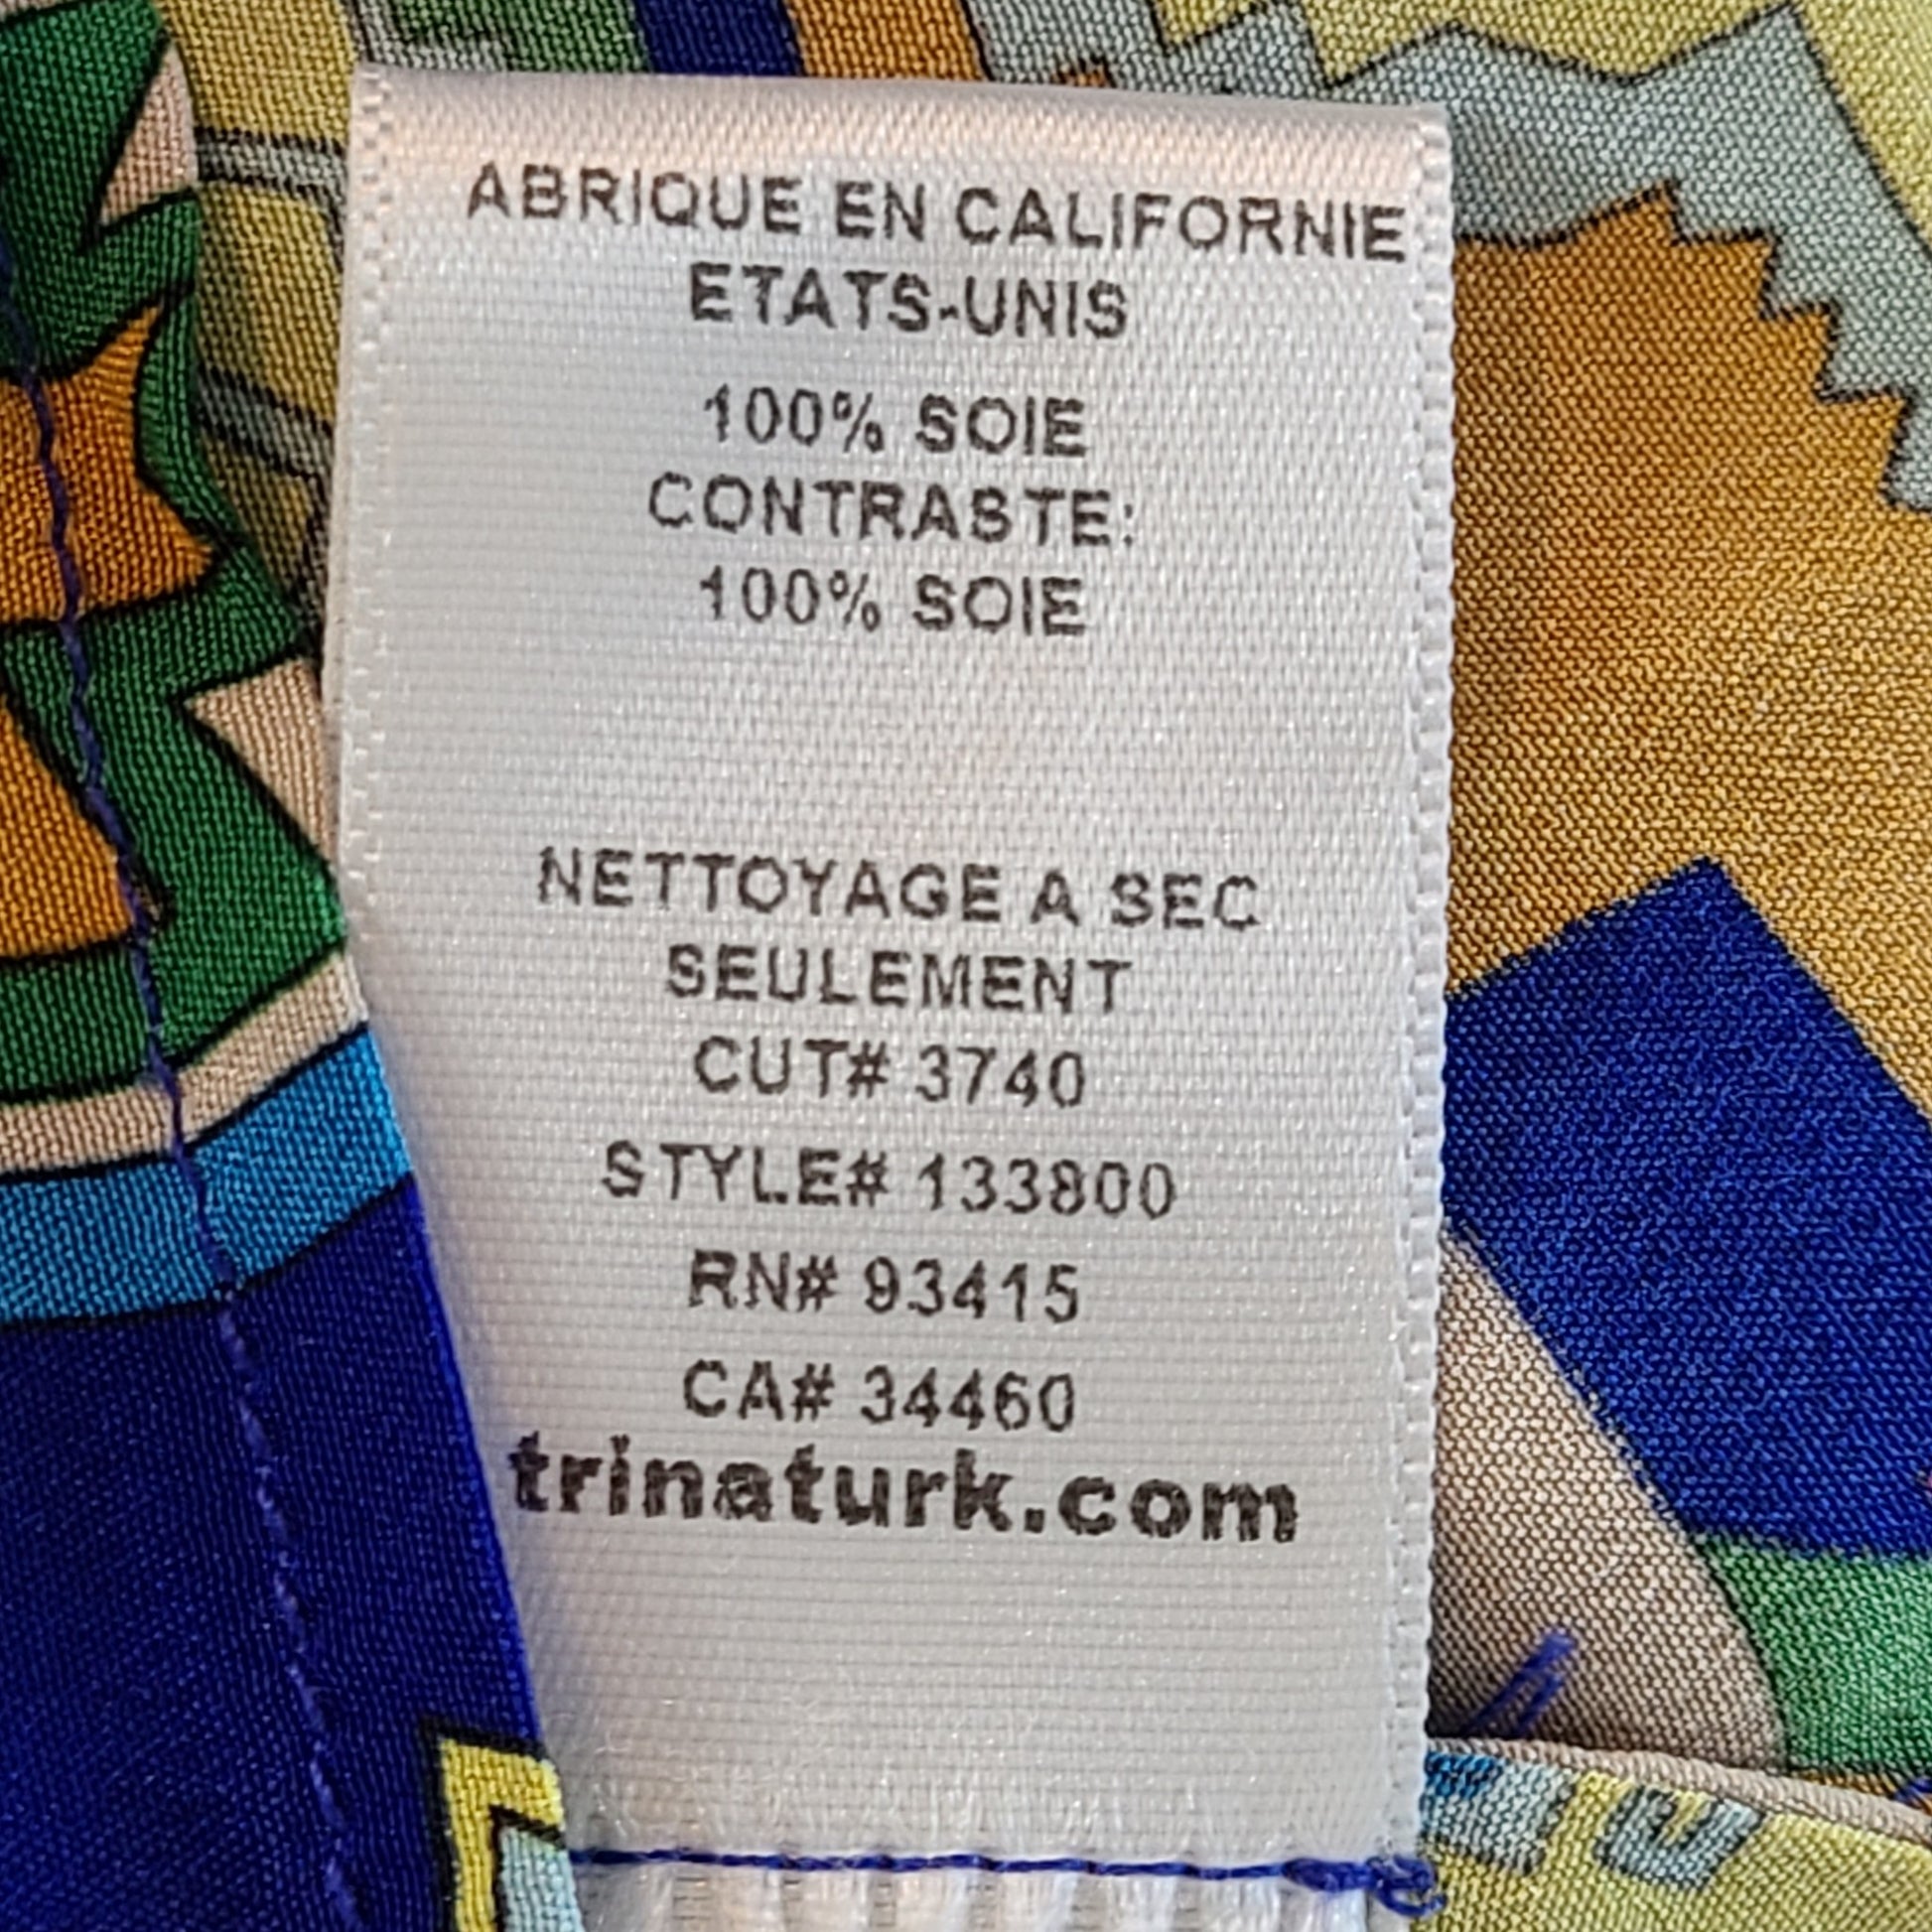 ABRIQUE EN CALIFORNIE
ETATS-UNIS
100% SOIE
CONTRASTE:
100% SOIE
NETTOYAGE A SEC
SEULEMENT
CUT# 3740
STYLE# 133800
RN# 93415
CA# 34460
trinaturk.com